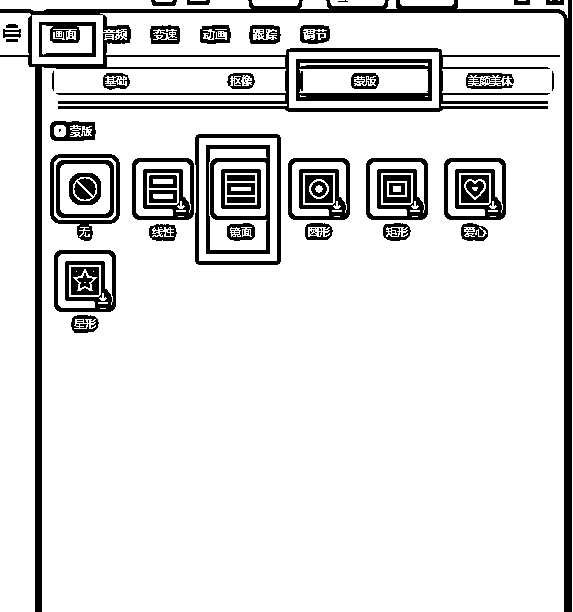 画面 音频 变速 动画 跟踪 调节
基础 抠像 蒙版 美颜美体
蒙版
无 线性 镜面 圆形 矩形 爱心
星形